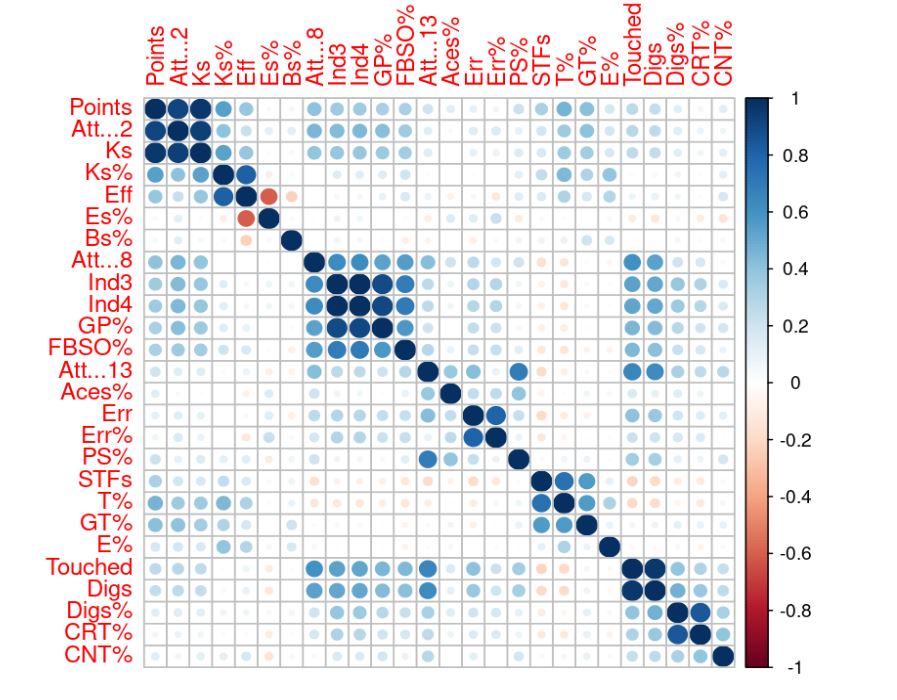 Points
Att...2
Ks
Ks%
Eff
Es%
Bs%
Att...8
Ind3
Ind4
GP%
FBSO%
Att...13
Aces%
Err
Err%
PS%
STFs
T%
GT%
E%
Touched
Digs
Digs%
CRT%
CNT%
Points
Att...2
Ks
Ks%
Eff
Es%
Bs%
Att...8
Ind3
Ind4
GP%
FBSO%
Att...13
Aces%
Err
Err%
PS%
STFs
T%
GT%
E%
Touched
Digs
Digs%
CRT%
CNT%
1
0.8
0.6
0.4
0.2
0
-0.2
-0.4
-0.6
-0.8
-1